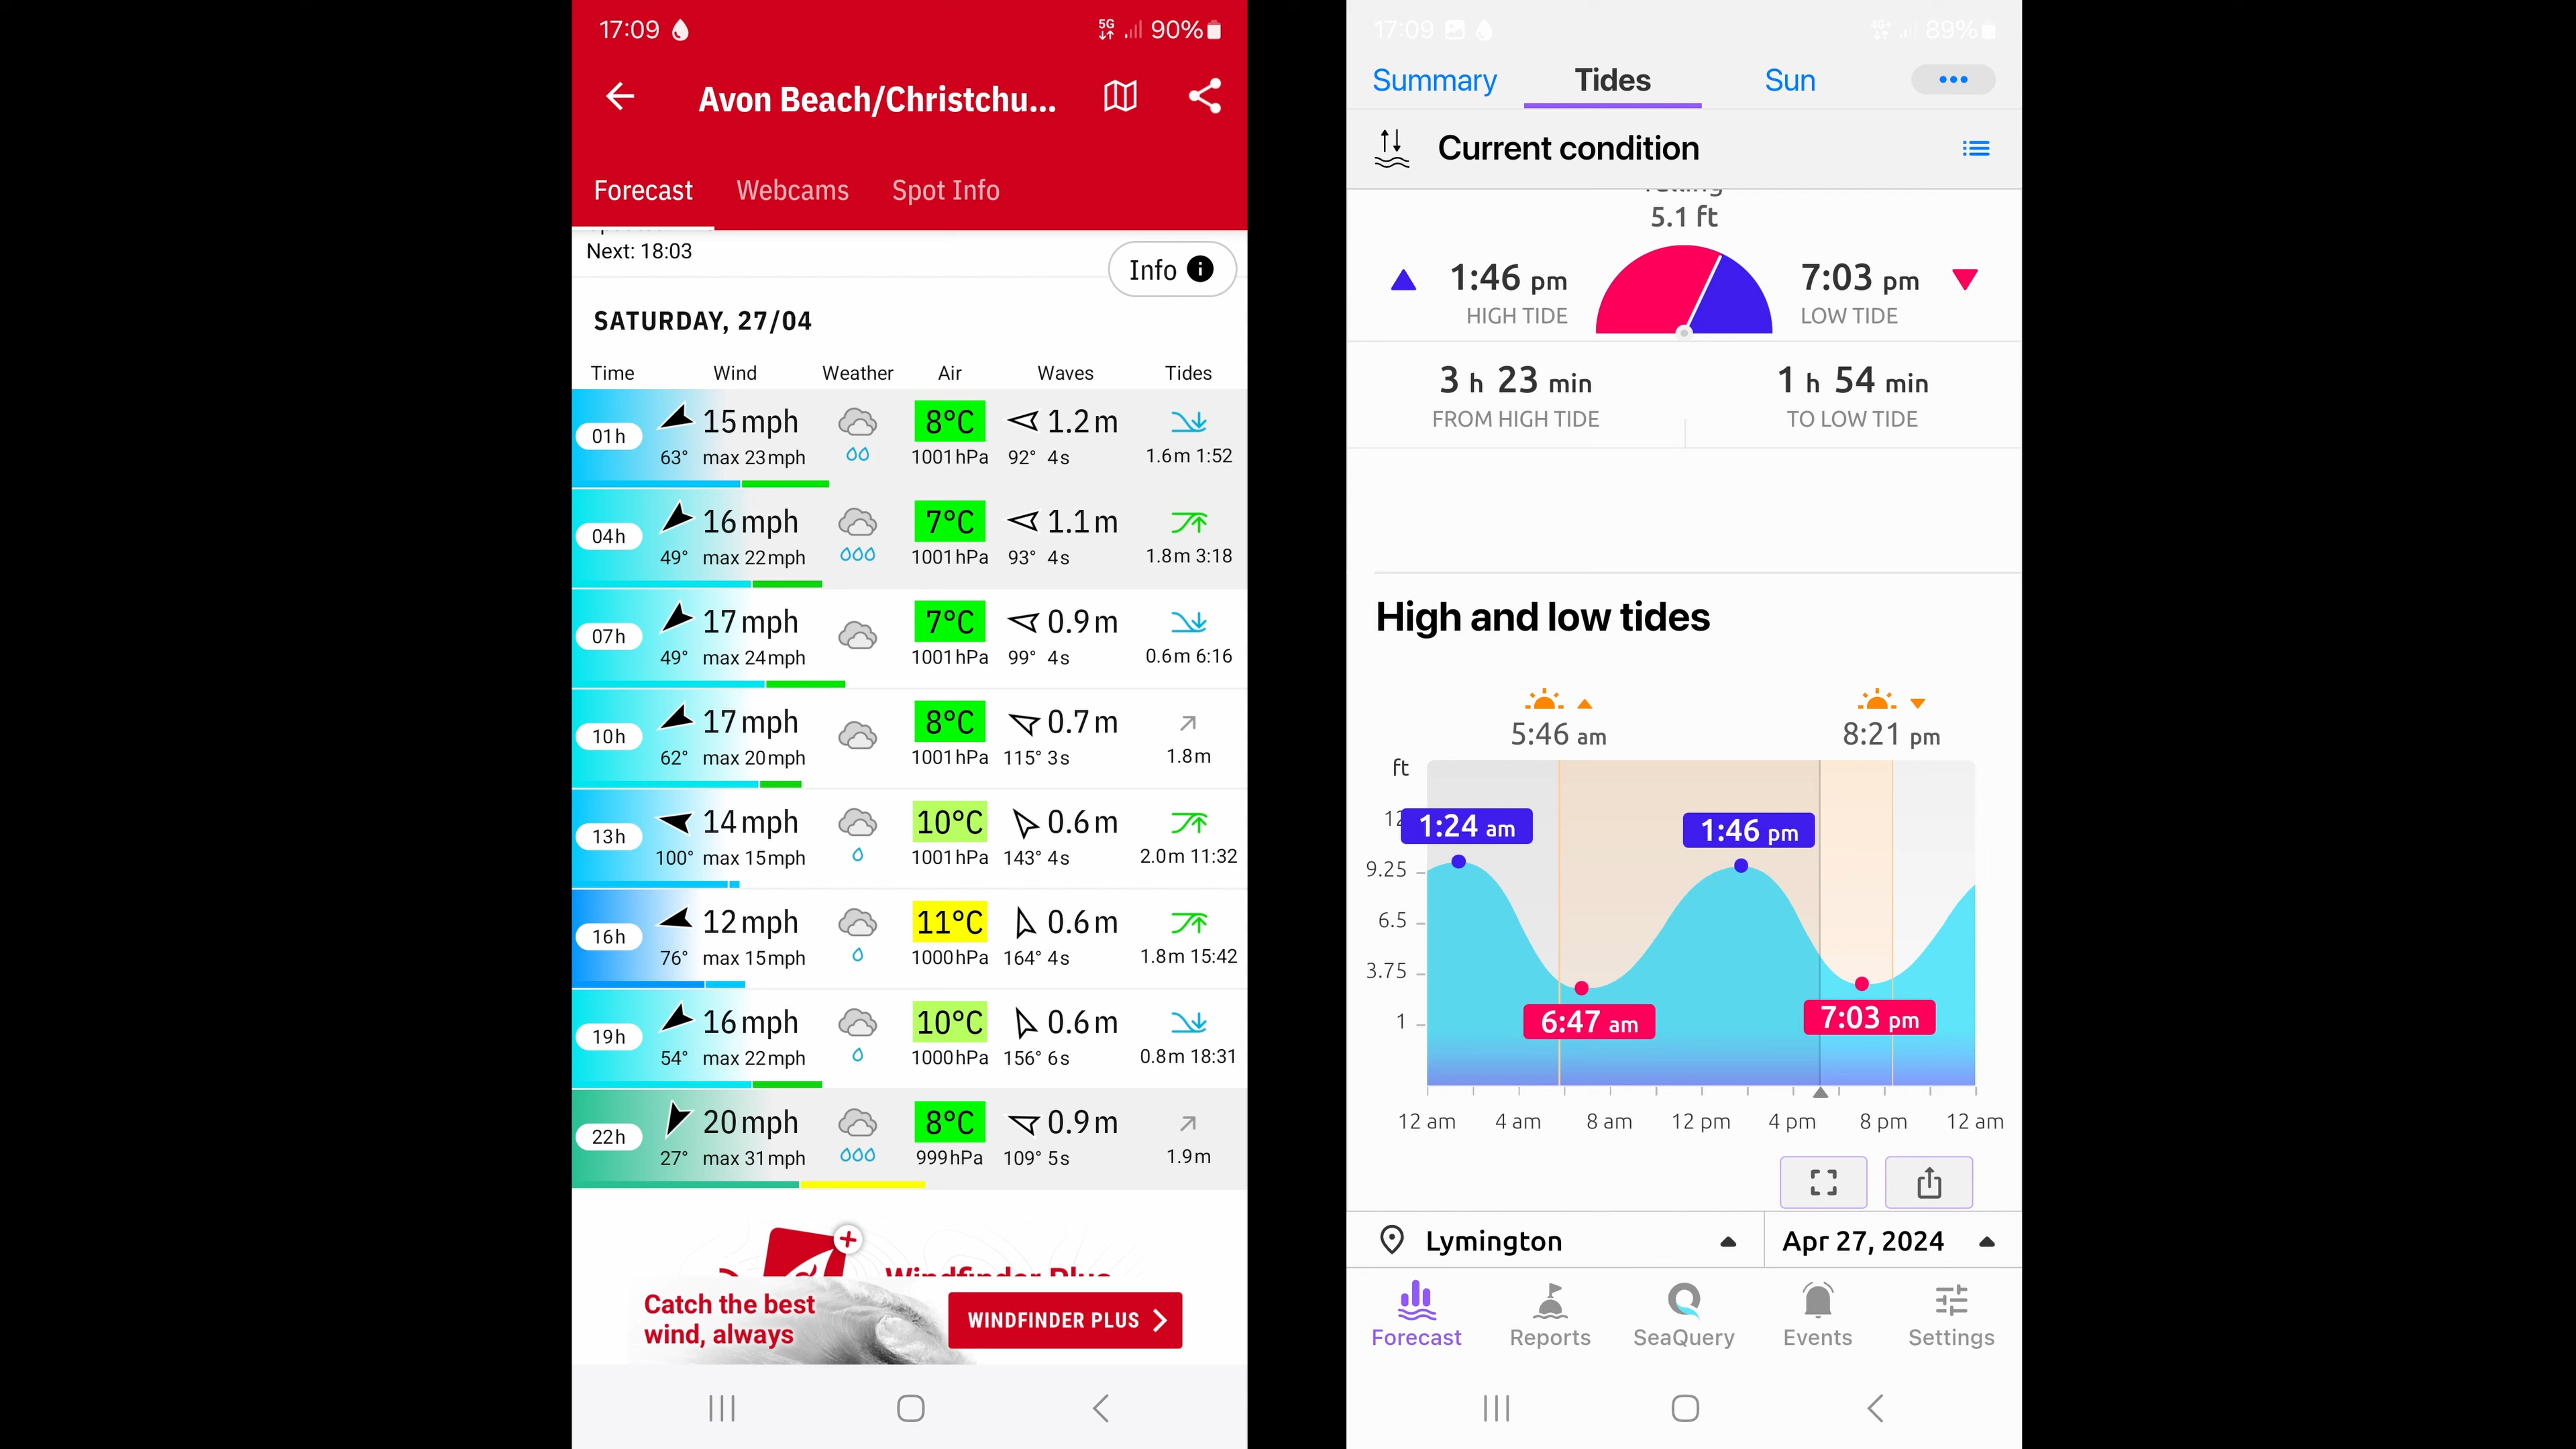 17:09
5G
90%
Avon Beach/Christchu...
Forecast Webcams Spot Info
Next: 18:03
Info
SATURDAY, 27/04
Time Wind Weather Air Waves Tides
01h 15mph 8°C 1.2m
63° max 23mph 1001hPa 92° 4s 1.6m 1:52
04h 16mph 7°C 1.1m
49° max 22mph 1001hPa 93° 4s 1.8m 3:18
07h 17mph 7°C 0.9m
49° max 24mph 1001hPa 99° 4s 0.6m 6:16
10h 17mph 8°C 0.7m
62° max 20mph 1001hPa 115° 3s 1.8m
13h 14mph 10°C 0.6m
100° max 15mph 1001hPa 143° 4s 2.0m 11:32
16h 12mph 11°C 0.6m
76° max 15mph 1000hPa 164° 4s 1.8m 15:42
19h 16mph 10°C 0.6m
54° max 22mph 1000hPa 156° 6s 0.8m 18:31
22h 20mph 8°C 0.9m
27° max 31mph 999hPa 109° 5s 1.9m
Windfinder Plus
Catch the best
wind, always
WINDFINDER PLUS
17:09
4G+
89%
Summary Tides Sun
Current condition
5.1 ft
1:46 pm
HIGH TIDE
7:03 pm
LOW TIDE
3 h 23 min
FROM HIGH TIDE
1 h 54 min
TO LOW TIDE
High and low tides
5:46 am 8:21 pm
ft
12
1:24 am 1:46 pm
9.25
6.5
3.75
1
6:47 am 7:03 pm
12 am 4 am 8 am 12 pm 4 pm 8 pm 12 am
Lymington Apr 27, 2024
Forecast Reports SeaQuery Events Settings